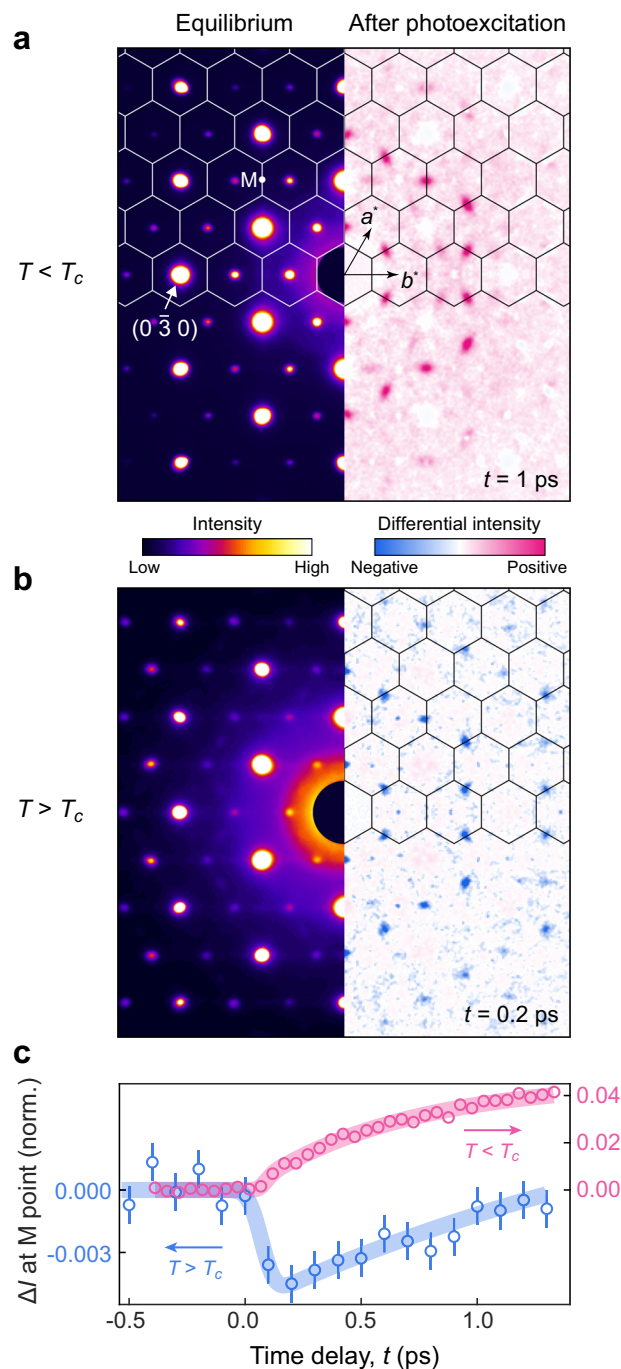 a
Equilibrium
After photoexcitation
M
a*
b*
T < Tc
(0 3̄ 0)
t = 1 ps
Intensity
Differential intensity
Low
High
Negative
Positive
b
T > Tc
t = 0.2 ps
c
ΔI at M point (norm.)
0.04
0.02
0.00
0.000
-0.003
T < Tc
T > Tc
-0.5
0.0
0.5
1.0
Time delay, t (ps)